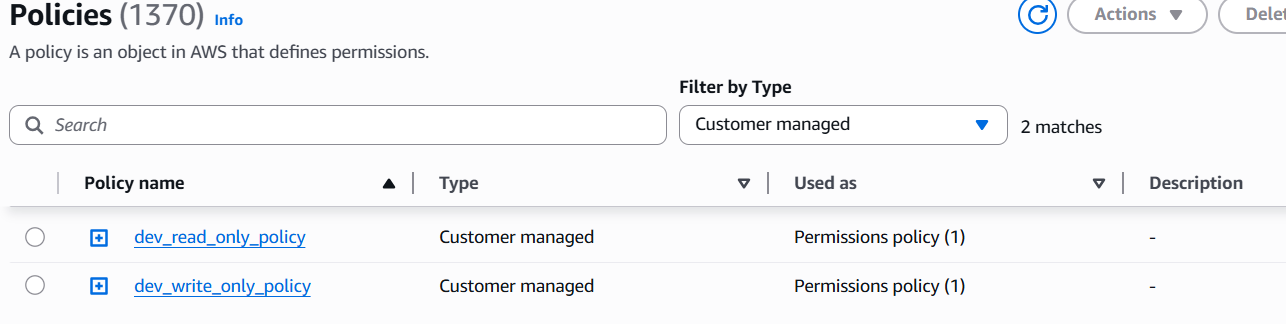 Policies (1370) Info
Actions
A policy is an object in AWS that defines permissions.
Filter by Type
Search
Customer managed
2 matches
Policy name Type Used as Description
dev_read_only_policy Customer managed Permissions policy (1) -
dev_write_only_policy Customer managed Permissions policy (1) -